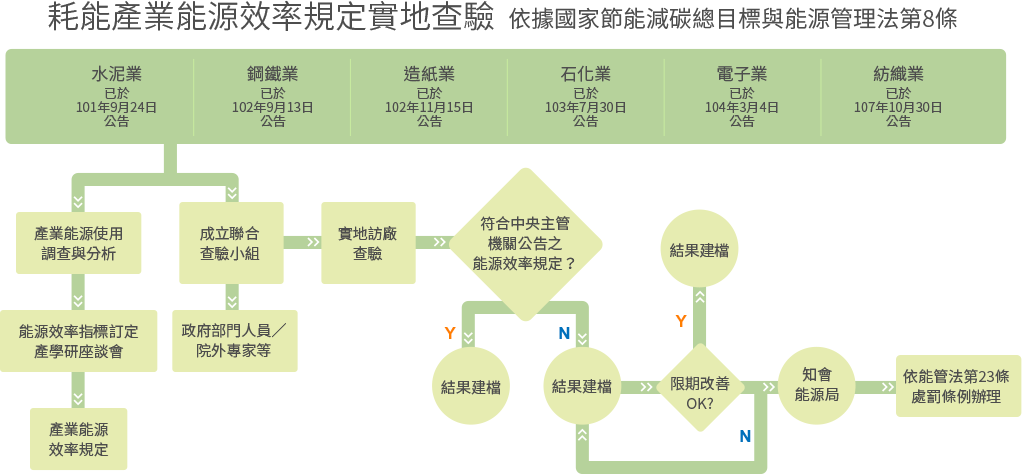 耗能產業能源效率規定實地查驗 依據國家節能減碳總目標與能源管理法第8條
水泥業
已於
101年9月24日
公告
鋼鐵業
已於
102年9月13日
公告
造紙業
已於
102年11月15日
公告
石化業
已於
103年7月30日
公告
電子業
已於
104年3月4日
公告
紡織業
已於
107年10月30日
公告
產業能源使用
調查與分析
能源效率指標訂定
產學研座談會
產業能源
效率規定
成立聯合
查驗小組
政府部門人員／
院外專家等
實地訪廠
查驗
符合中央主管
機關公告之
能源效率規定？
Y
結果建檔
N
結果建檔
限期改善
OK?
Y
結果建檔
N
知會
能源局
依能管法第23條
處罰條例辦理